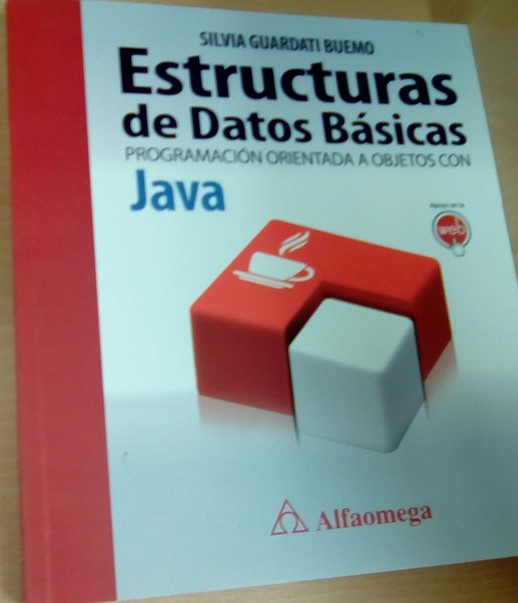 SILVIA GUARDATI BUEMO
Estructuras
de Datos Básicas
PROGRAMACIÓN ORIENTADA A OBJETOS CON
Java
web
Alfaomega